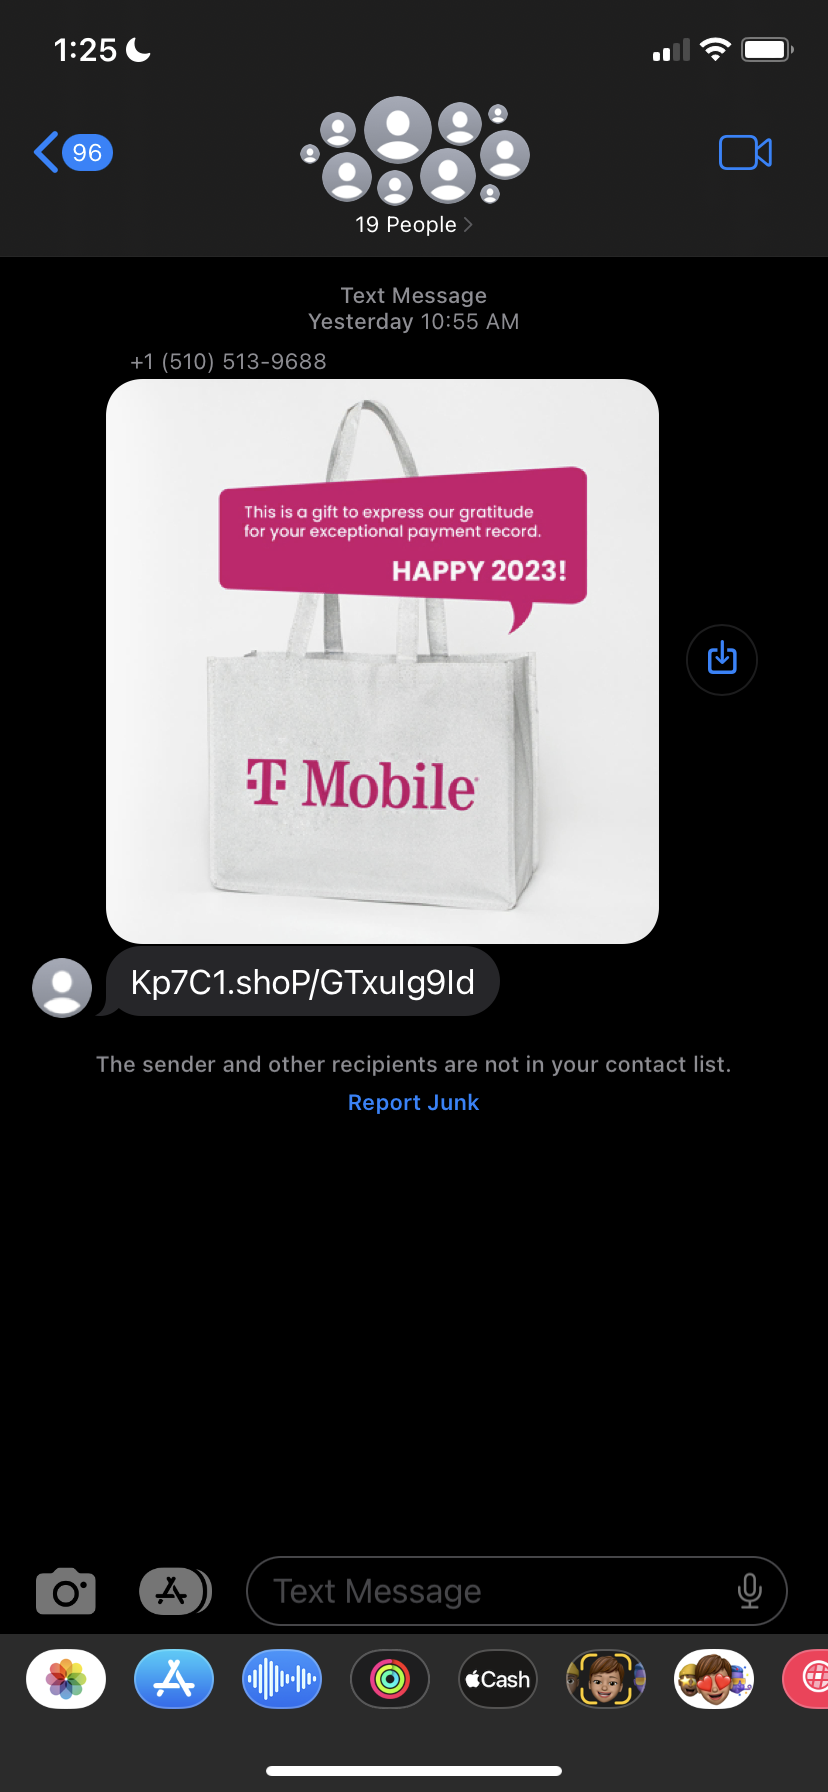 1:25
96
19 People
Text Message
Yesterday 10:55 AM
+1 (510) 513-9688
This is a gift to express our gratitude
for your exceptional payment record.
HAPPY 2023!
T Mobile
Kp7C1.shoP/GTxuIg9Id
The sender and other recipients are not in your contact list.
Report Junk
Text Message
Cash